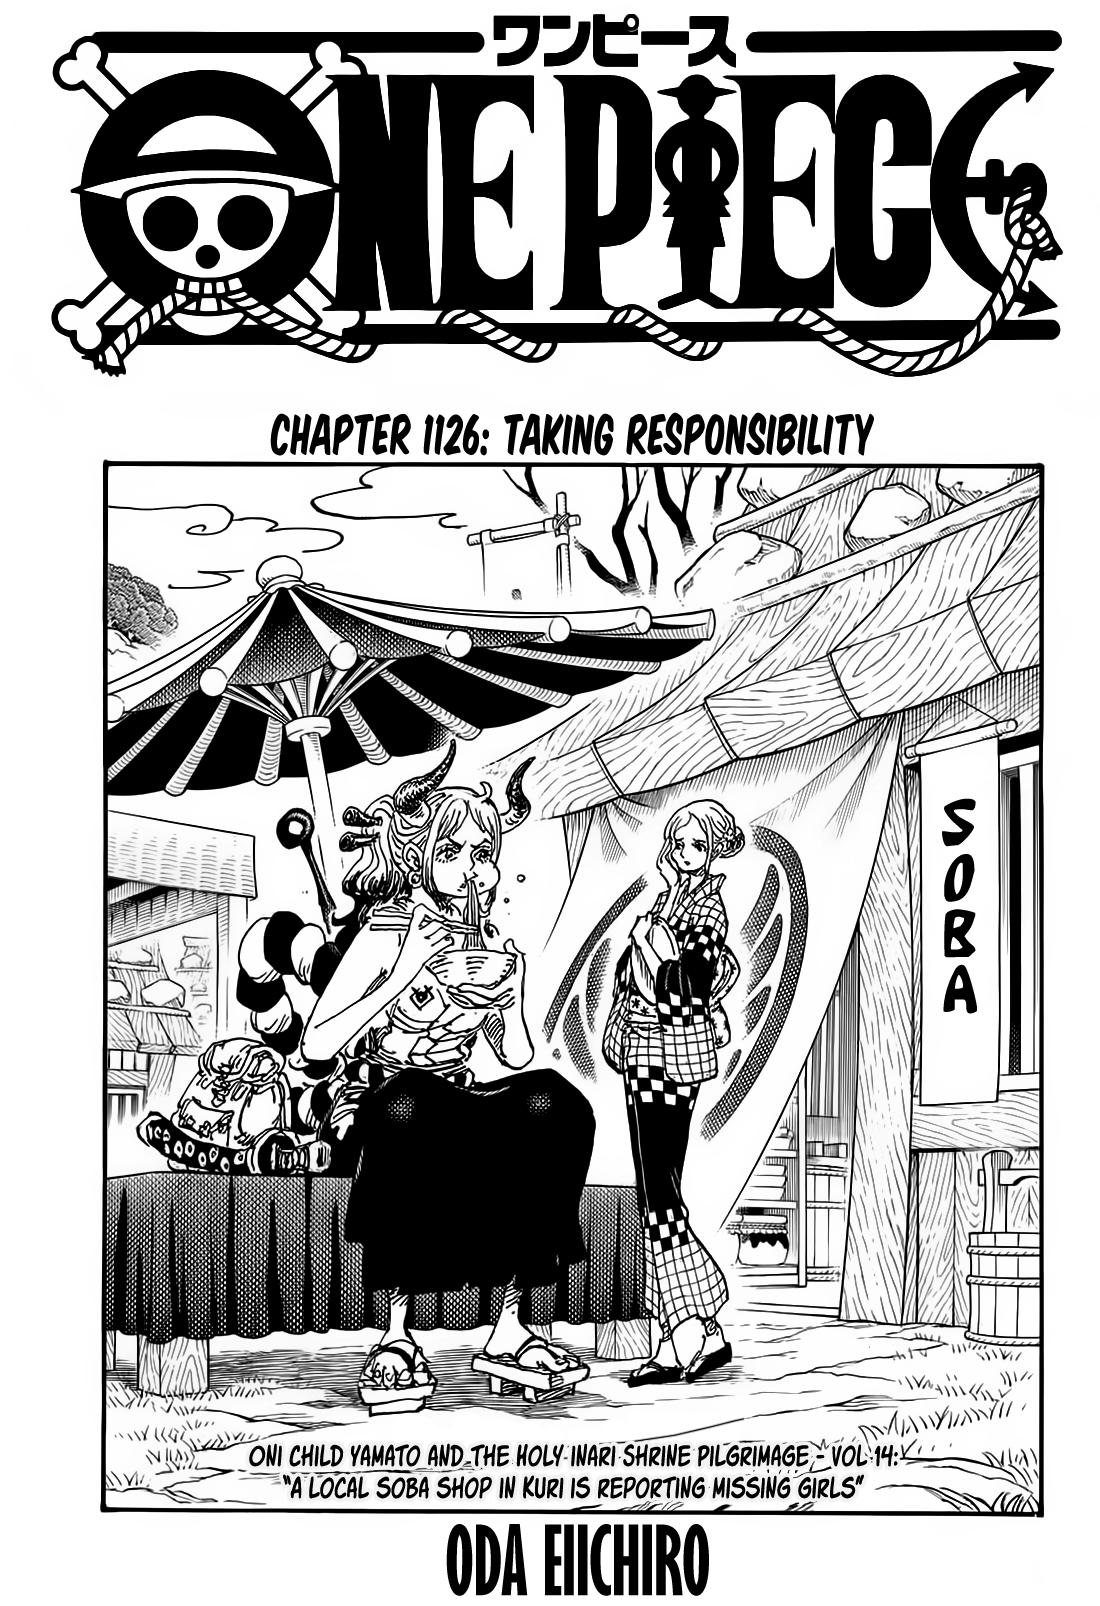 ワンピース
ONE PIECE
CHAPTER 1126: TAKING RESPONSIBILITY
SOBA
ONI CHILD YAMATO AND THE HOLY INARI SHRINE PILGRIMAGE - VOL 14:
"A LOCAL SOBA SHOP IN KURI IS REPORTING MISSING GIRLS"
ODA EIICHIRO